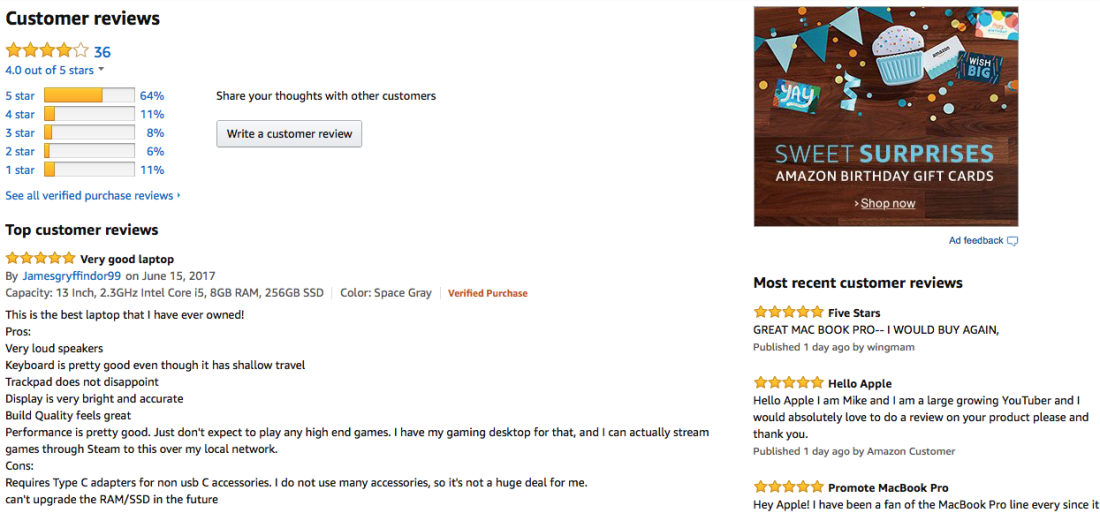 Customer reviews
36
4.0 out of 5 stars
5 star 64%
4 star 11%
3 star 8%
2 star 6%
1 star 11%
See all verified purchase reviews
Share your thoughts with other customers
Write a customer review
Top customer reviews
Very good laptop
By Jamesgryffindor99 on June 15, 2017
Capacity: 13 Inch, 2.3GHz Intel Core i5, 8GB RAM, 256GB SSD | Color: Space Gray | Verified Purchase
This is the best laptop that I have ever owned!
Pros:
Very loud speakers
Keyboard is pretty good even though it has shallow travel
Trackpad does not disappoint
Display is very bright and accurate
Build Quality feels great
Performance is pretty good. Just don't expect to play any high end games. I have my gaming desktop for that, and I can actually stream
games through Steam to this over my local network.
Cons:
Requires Type C adapters for non usb C accessories. I do not use many accessories, so it's not a huge deal for me.
can't upgrade the RAM/SSD in the future
amazon
WISH
BIG
YAY
SWEET SURPRISES
AMAZON BIRTHDAY GIFT CARDS
› Shop now
Ad feedback
Most recent customer reviews
Five Stars
GREAT MAC BOOK PRO-- I WOULD BUY AGAIN,
Published 1 day ago by wingmam
Hello Apple
Hello Apple I am Mike and I am a large growing YouTuber and I
would absolutely love to do a review on your product please and
thank you.
Published 1 day ago by Amazon Customer
Promote MacBook Pro
Hey Apple! I have been a fan of the MacBook Pro line every since it